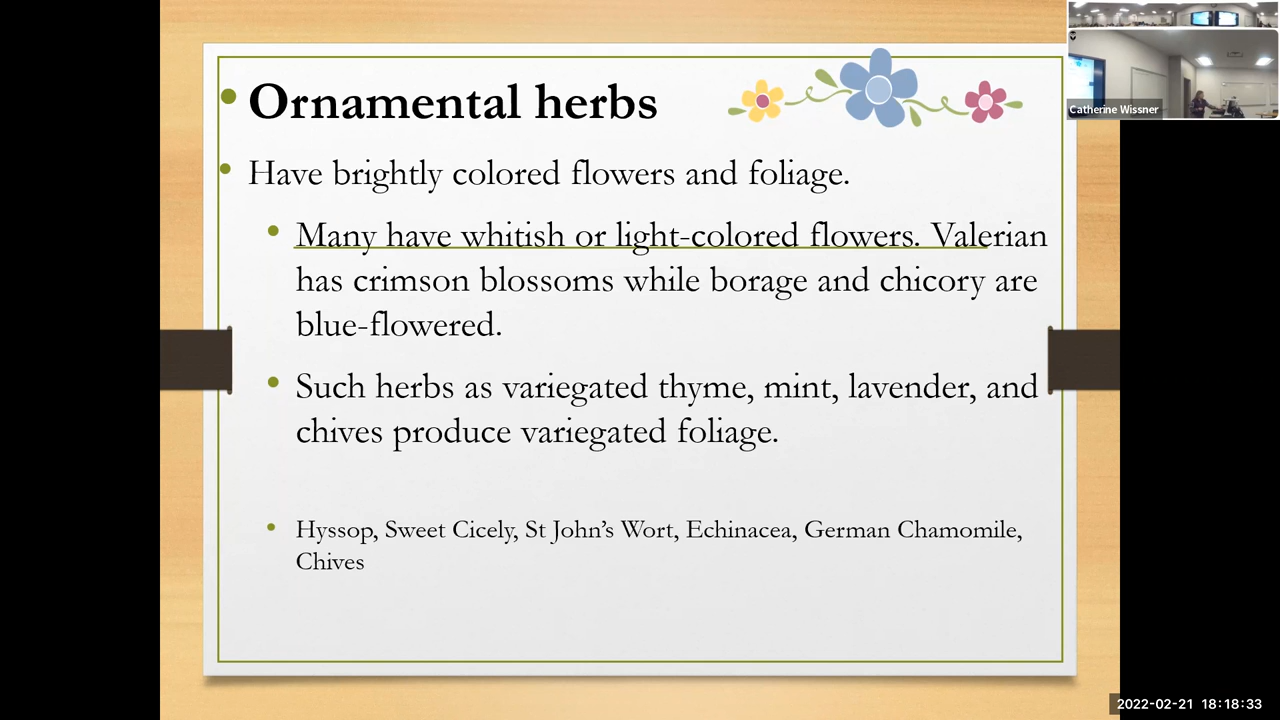 Ornamental herbs
Have brightly colored flowers and foliage.
Many have whitish or light-colored flowers. Valerian
has crimson blossoms while borage and chicory are
blue-flowered.
Such herbs as variegated thyme, mint, lavender, and
chives produce variegated foliage.
Hyssop, Sweet Cicely, St John’s Wort, Echinacea, German Chamomile,
Chives
Catherine Wissner
2022-02-21 18:18:33